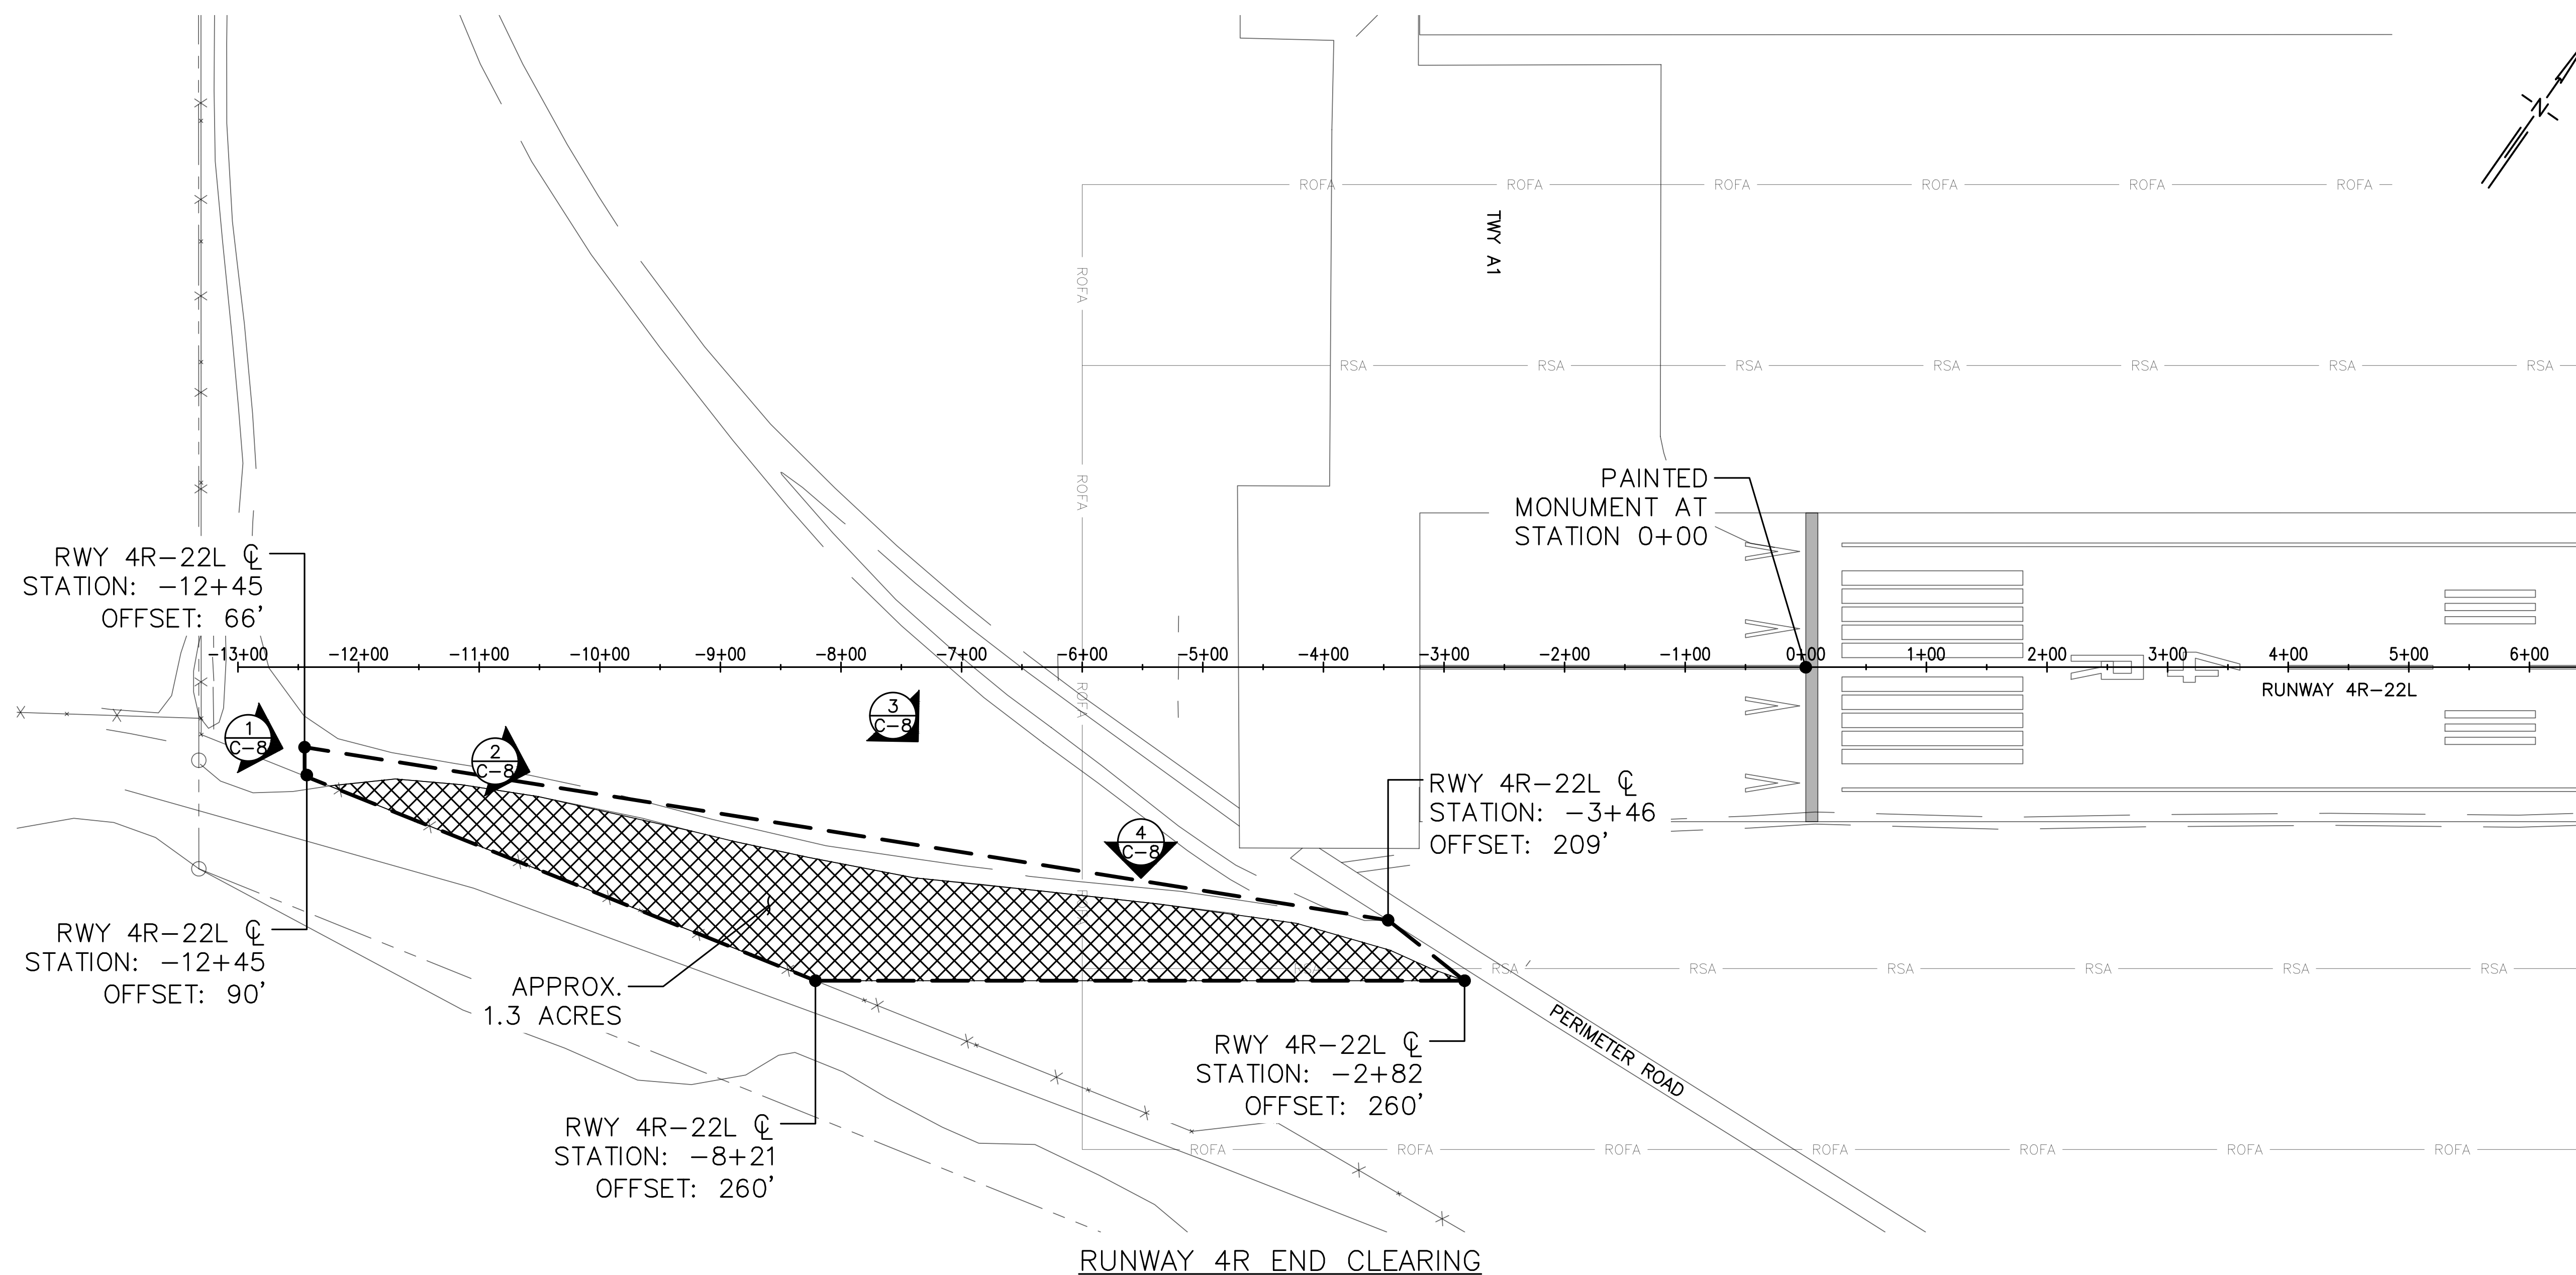 N
ROFA ROFA ROFA ROFA ROFA ROFA
TWY A1
ROFA
RSA RSA RSA RSA RSA RSA RSA
ROFA
PAINTED
MONUMENT AT
STATION 0+00
RWY 4R-22L ℄
STATION: -12+45
OFFSET: 66'
-13+00 -12+00 -11+00 -10+00 -9+00 -8+00 -7+00 -6+00 -5+00 -4+00 -3+00 -2+00 -1+00 0+00 1+00 2+00 3+00 4+00 5+00 6+00
4R
RUNWAY 4R-22L
ROFA
1
C-8
2
C-8
3
C-8
4
C-8
RWY 4R-22L ℄
STATION: -3+46
OFFSET: 209'
RWY 4R-22L ℄
STATION: -12+45
OFFSET: 90'
APPROX.
1.3 ACRES
RSA RSA RSA RSA RSA RSA RSA
RWY 4R-22L ℄
STATION: -2+82
OFFSET: 260'
PERIMETER ROAD
RWY 4R-22L ℄
STATION: -8+21
OFFSET: 260'
ROFA ROFA ROFA ROFA ROFA ROFA ROFA
RUNWAY 4R END CLEARING